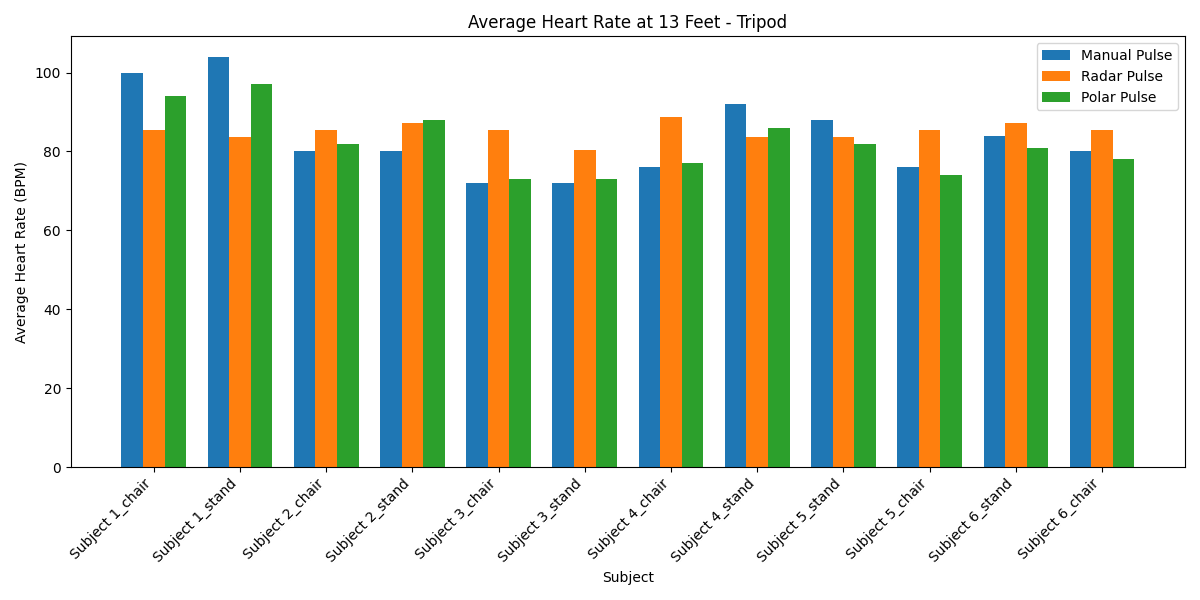 Average Heart Rate at 13 Feet - Tripod
Manual Pulse
Radar Pulse
Polar Pulse
Average Heart Rate (BPM)
100
80
60
40
20
0
Subject 1_chair
Subject 1_stand
Subject 2_chair
Subject 2_stand
Subject 3_chair
Subject 3_stand
Subject 4_chair
Subject 4_stand
Subject 5_stand
Subject 5_chair
Subject 6_stand
Subject 6_chair
Subject